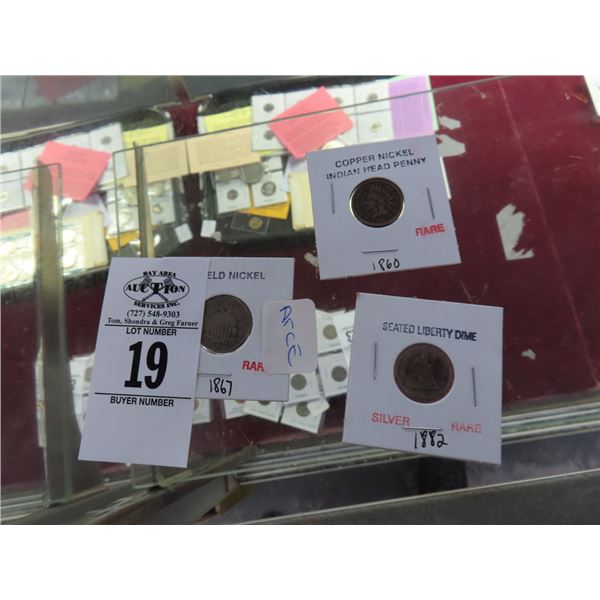 COPPER NICKEL
INDIAN HEAD PENNY
RARE
1860
BAY AREA
AUCTION
SERVICES INC.
(727) 548-9303
Tom, Shondra & Greg Farner
LOT NUMBER
19
BUYER NUMBER
ELD NICKEL
RAR
1867
SEATED LIBERTY DIME
SILVER RARE
1882